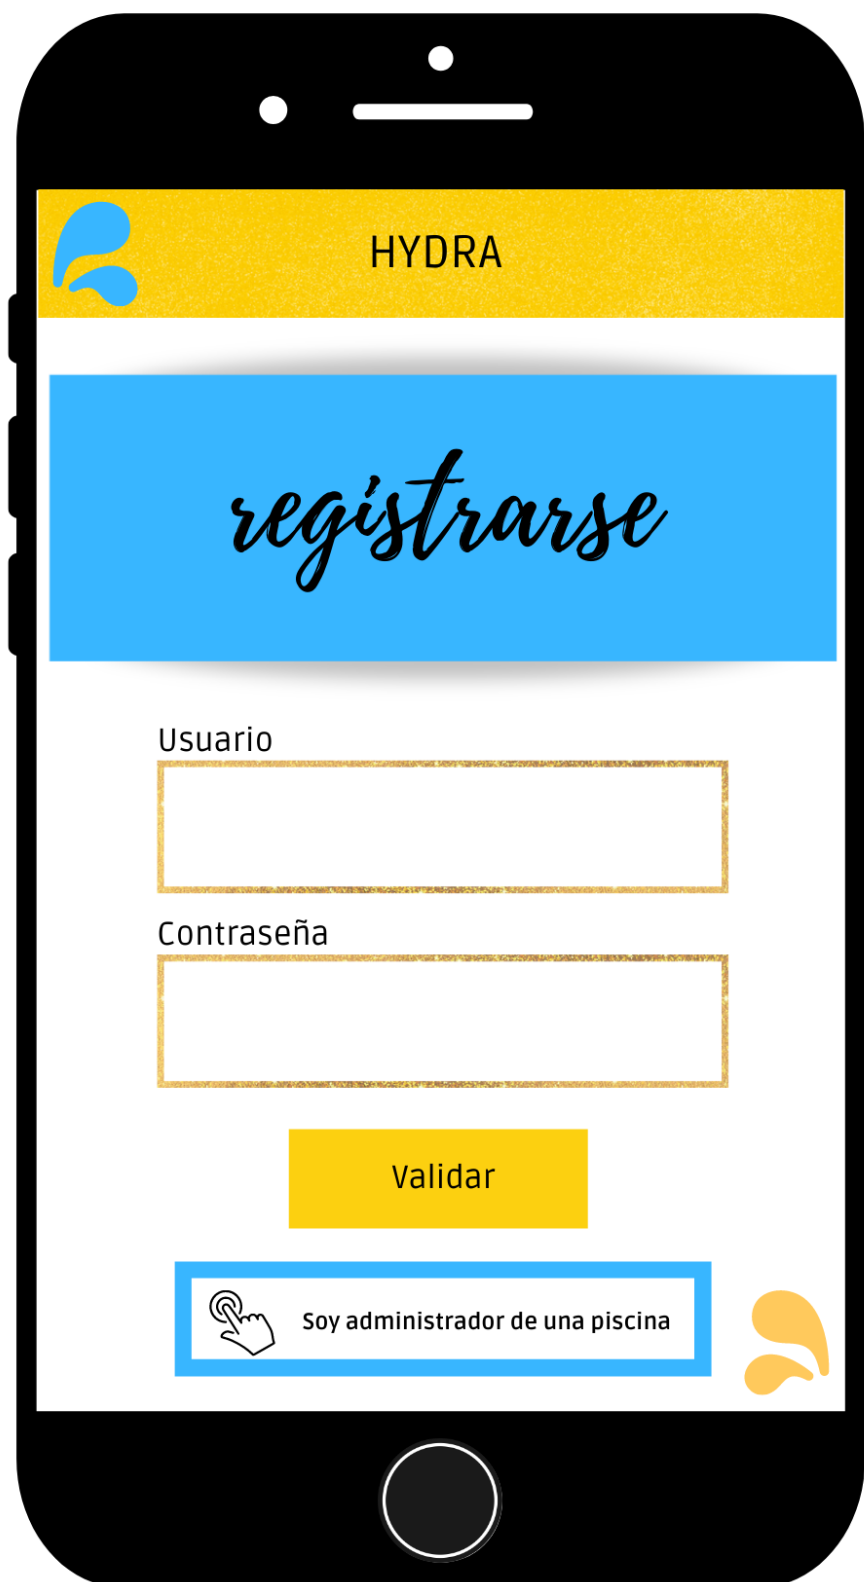 HYDRA
registrarse
Usuario
Contraseña
Validar
Soy administrador de una piscina